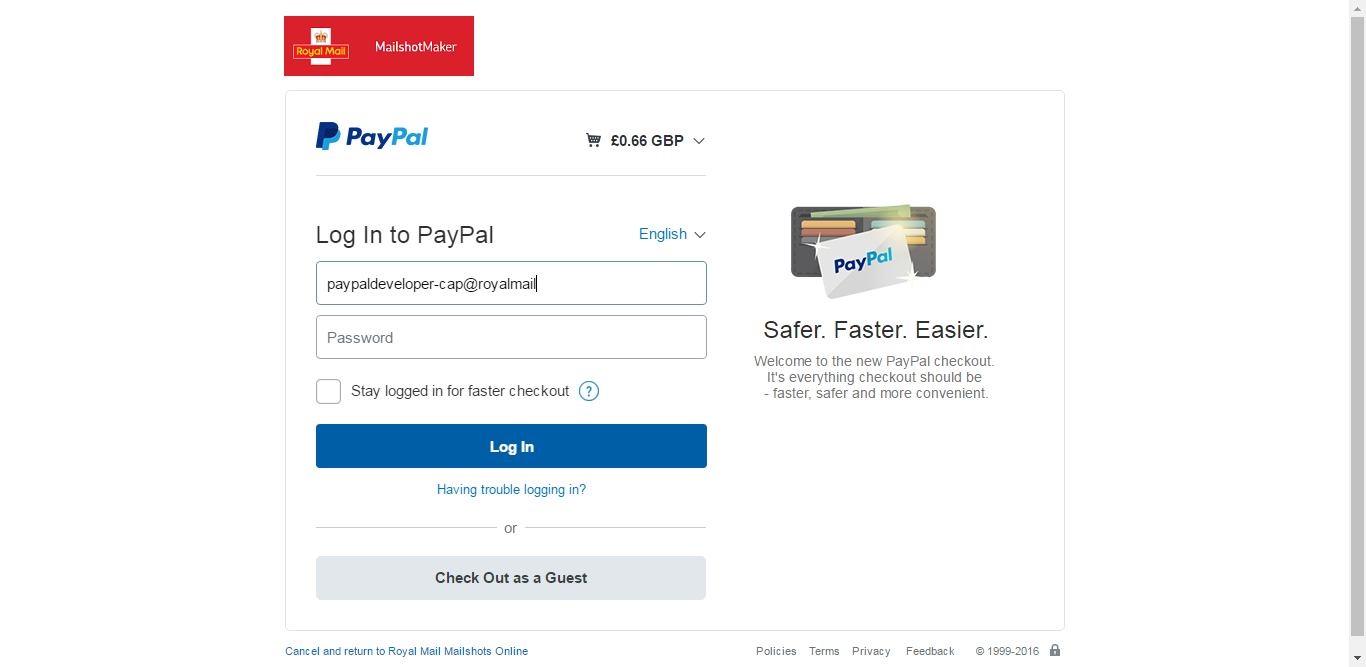 Royal Mail
MailshotMaker
PayPal
£0.66 GBP
Log In to PayPal
English
paypaldeveloper-cap@royalmail
Password
Stay logged in for faster checkout ?
Log In
Having trouble logging in?
or
Check Out as a Guest
PayPal
Safer. Faster. Easier.
Welcome to the new PayPal checkout.
It's everything checkout should be
- faster, safer and more convenient.
Cancel and return to Royal Mail Mailshots Online
Policies Terms Privacy Feedback © 1999-2016